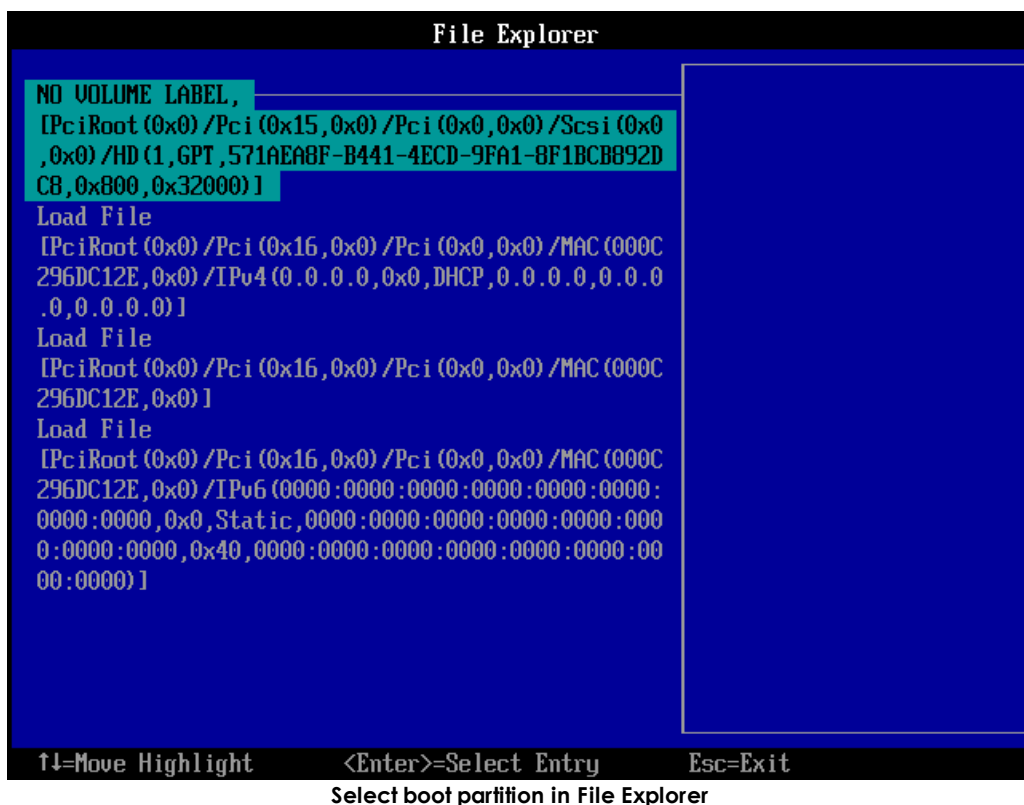 File Explorer
NO VOLUME LABEL,
[PciRoot(0x0)/Pci(0x15,0x0)/Pci(0x0,0x0)/Scsi(0x0
,0x0)/HD(1,GPT,571AEA8F-B441-4ECD-9FA1-8F1BCB892D
C8,0x800,0x32000)]
Load File
[PciRoot(0x0)/Pci(0x16,0x0)/Pci(0x0,0x0)/MAC(000C
296DC12E,0x0)/IPv4(0.0.0.0,0x0,DHCP,0.0.0.0,0.0.0
.0,0.0.0.0)]
Load File
[PciRoot(0x0)/Pci(0x16,0x0)/Pci(0x0,0x0)/MAC(000C
296DC12E,0x0)]
Load File
[PciRoot(0x0)/Pci(0x16,0x0)/Pci(0x0,0x0)/MAC(000C
296DC12E,0x0)/IPv6(0000:0000:0000:0000:0000:0000:
0000:0000,0x0,Static,0000:0000:0000:0000:0000:000
0:0000:0000,0x40,0000:0000:0000:0000:0000:0000:00
00:0000)]
↑↓=Move Highlight <Enter>=Select Entry Esc=Exit
Select boot partition in File Explorer